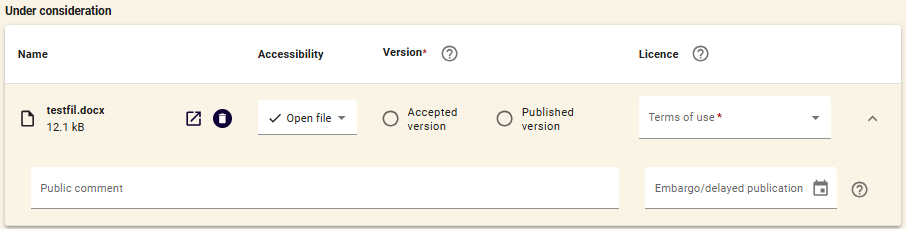 Under consideration
Name Accessibility Version* Licence
testfil.docx
12.1 kB
Open file
Accepted
version
Published
version
Terms of use *
Public comment
Embargo/delayed publication